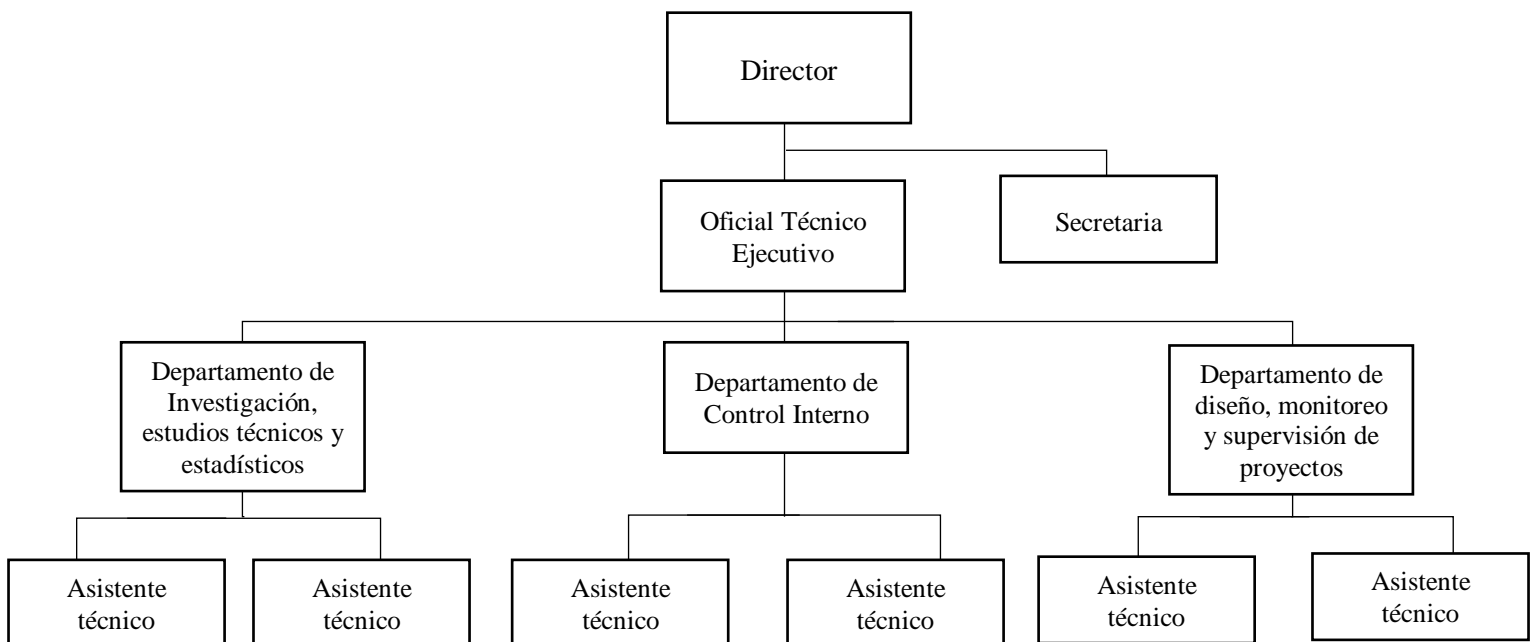 Director
Oficial Técnico
Ejecutivo
Secretaria
Departamento de
Investigación,
estudios técnicos y
estadísticos
Departamento de
Control Interno
Departamento de
diseño, monitoreo
y supervisión de
proyectos
Asistente
técnico
Asistente
técnico
Asistente
técnico
Asistente
técnico
Asistente
técnico
Asistente
técnico